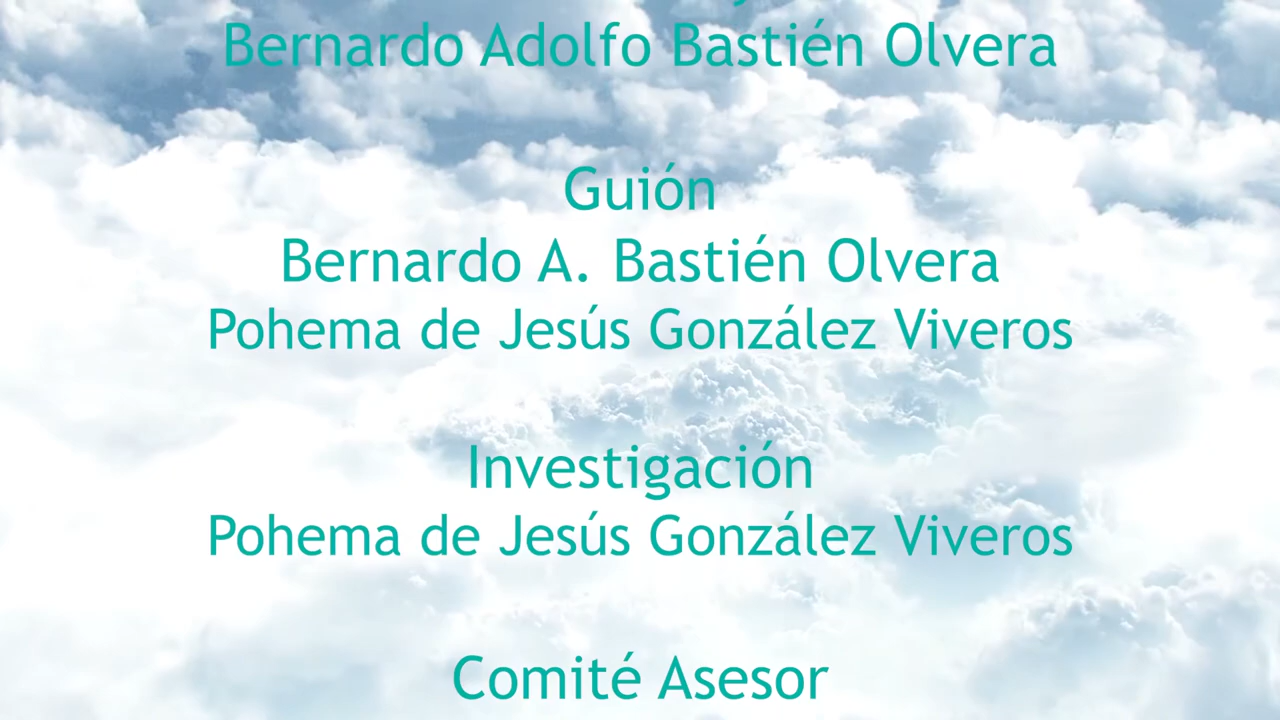 Bernardo Adolfo Bastién Olvera
Guión
Bernardo A. Bastién Olvera
Pohema de Jesús González Viveros
Investigación
Pohema de Jesús González Viveros
Comité Asesor